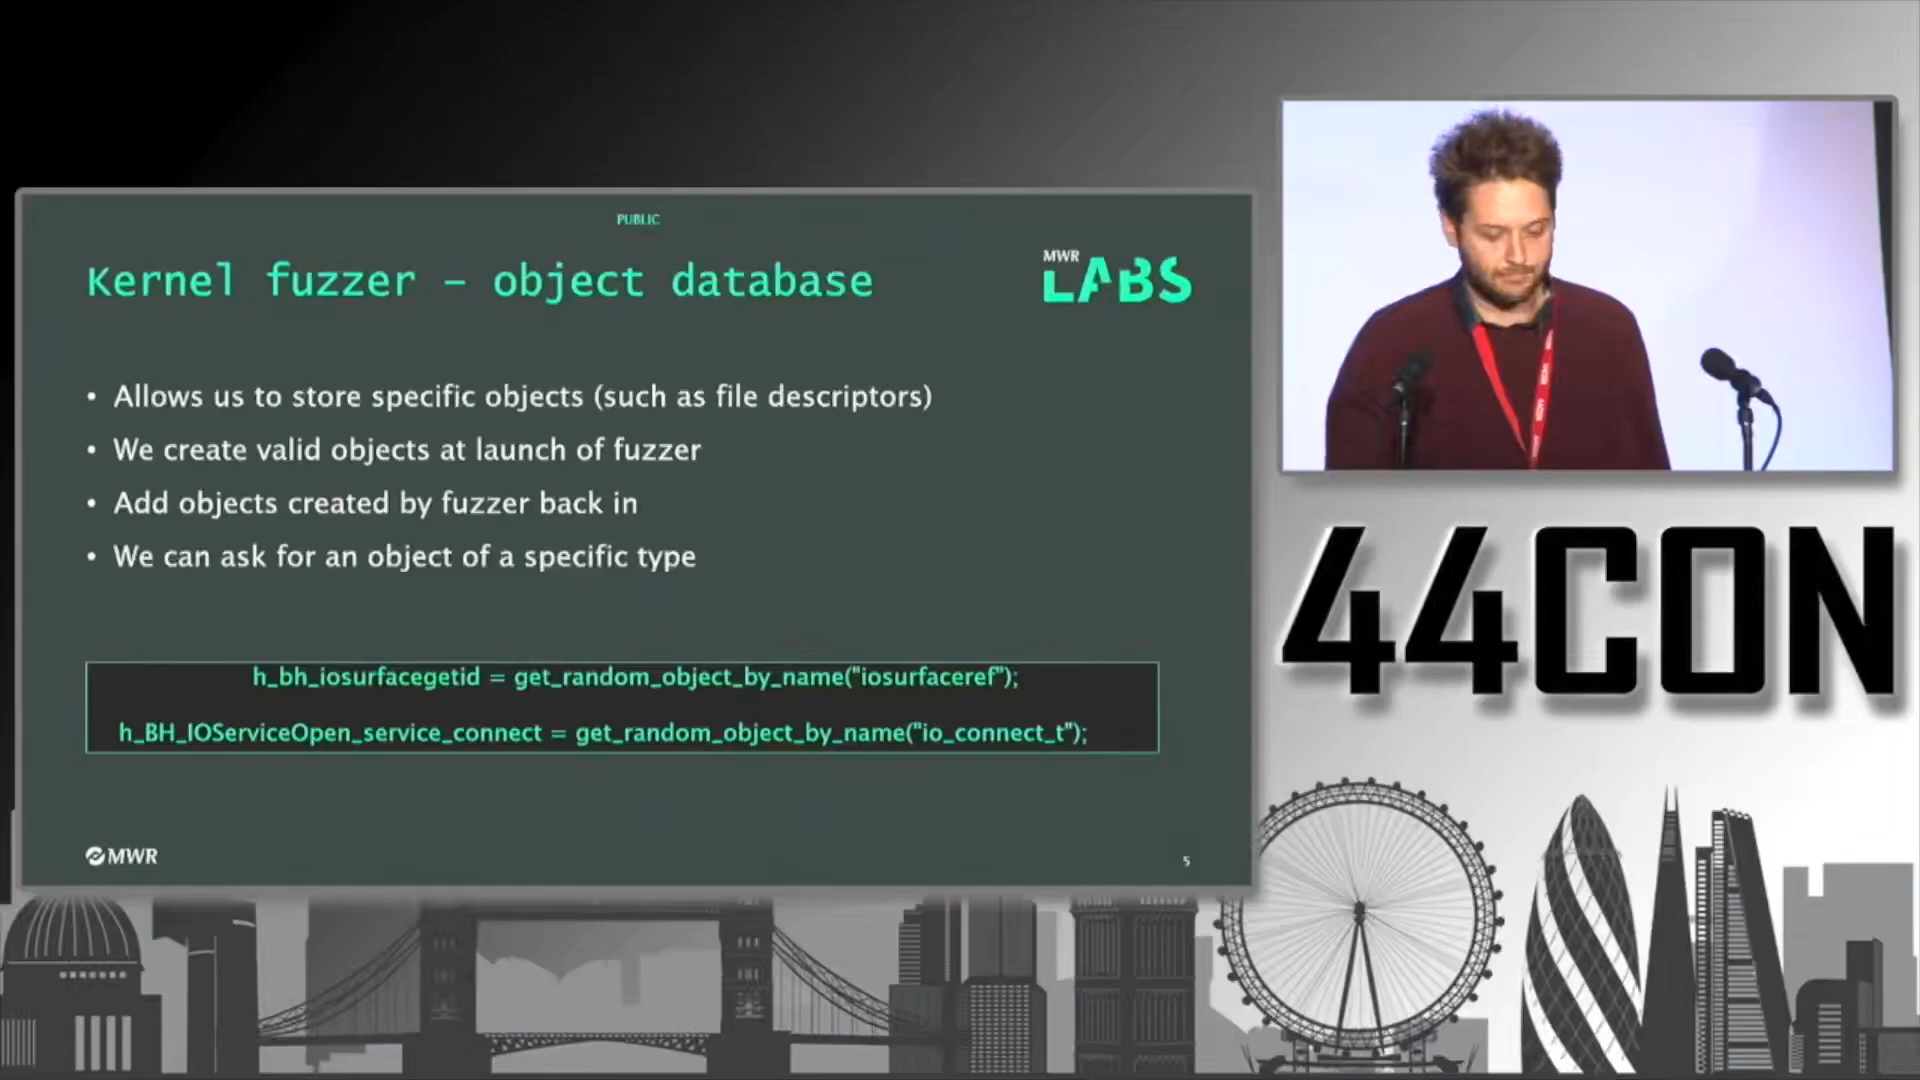 PUBLIC
Kernel fuzzer – object database
MWR
LABS
• Allows us to store specific objects (such as file descriptors)
• We create valid objects at launch of fuzzer
• Add objects created by fuzzer back in
• We can ask for an object of a specific type
h_bh_iosurfacegetid = get_random_object_by_name("iosurfaceref");
h_BH_IOServiceOpen_service_connect = get_random_object_by_name("io_connect_t");
MWR
5
44CON